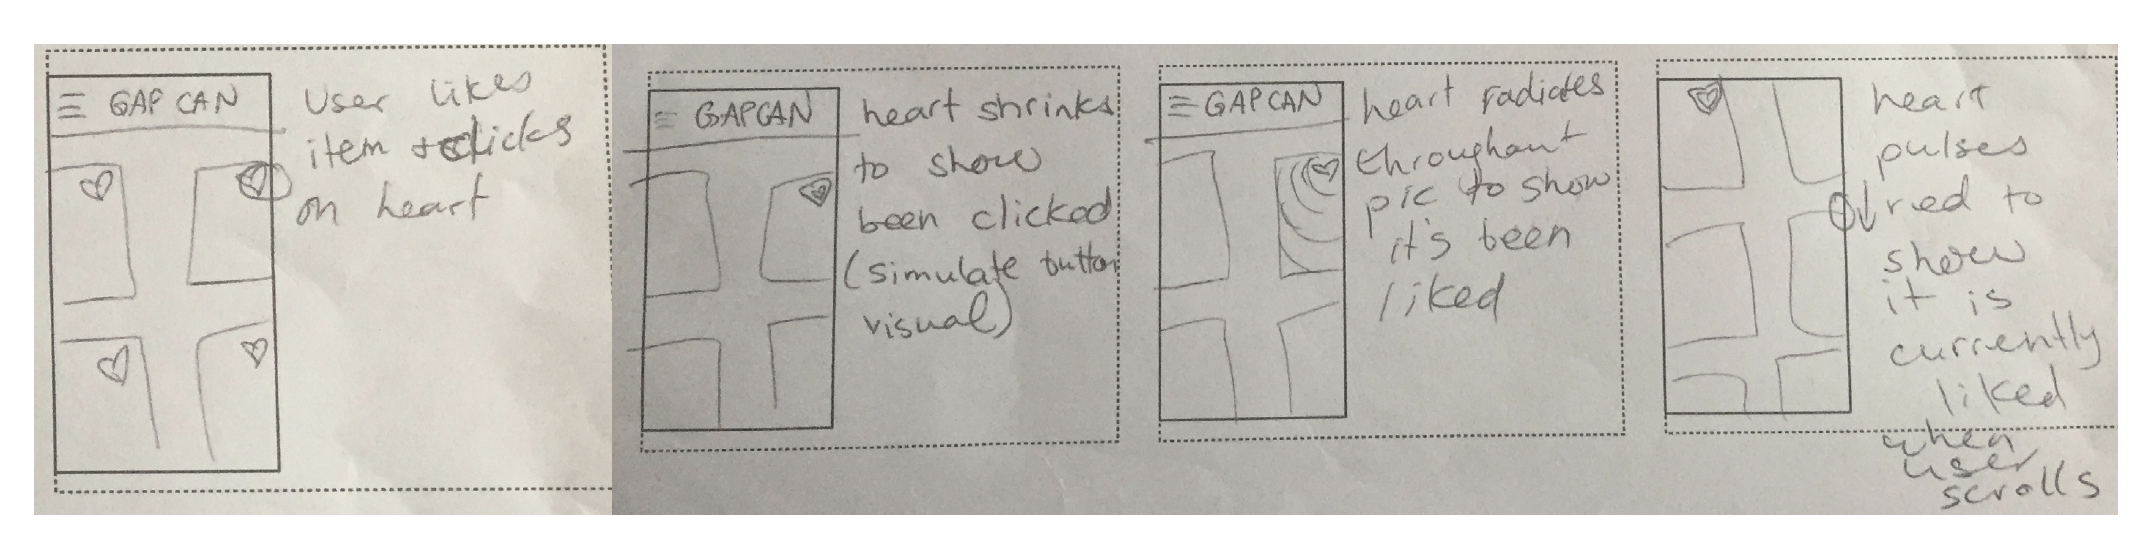 GAP CAN
User likes
item + clicks
on heart
GAPCAN
heart shrinks
to show
been clicked
(simulate button
visual)
GAPCAN
heart radiates
throughout
pic to show
it's been
liked
heart
pulses
red to
show
it is
currently
liked
when
user
scrolls